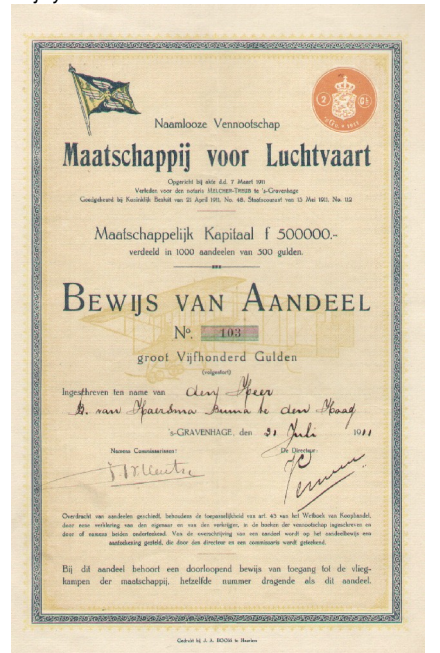 Naamlooze Vennootschap
Maatschappij voor Luchtvaart
Opgericht bij akte d.d. 7 Maart 1911
Verleden voor den notaris te 's-Gravenhage
Goedgekeurd bij Koninklijk Besluit van 21 April 1911, No. 48, Staatscourant van 13 Mei 1911, No. 112
Maatschappelijk Kapitaal f 500000.-
verdeeld in 1000 aandeelen van 500 gulden.
BEWIJS VAN AANDEEL
No. 103
groot Vijfhonderd Gulden
(volgestort)
Ingeschreven ten name van den Heer
B. van Haersma Buma te den Haag
's-GRAVENHAGE, den 31 Juli 1911
Namens Commissarissen: De Directeur:
Overdracht van aandeelen geschiedt, behoudens de toepasselijkheid van art. 43 van het Wetboek van Koophandel,
door eene verklaring van den eigenaar en van den verkrijger, in de boeken der vennootschap ingeschreven en
door of namens beiden onderteekend. Van de overschrijving van een aandeel wordt op het aandeelbewijs een
aanteekening gesteld, die door den directeur en een commissaris wordt geteekend.
Bij dit aandeel behoort een doorloopend bewijs van toegang tot de vlieg-
kampen der maatschappij, hetzelfde nummer dragende als dit aandeel.
Gedrukt bij J. A. BOOM te Haarlem